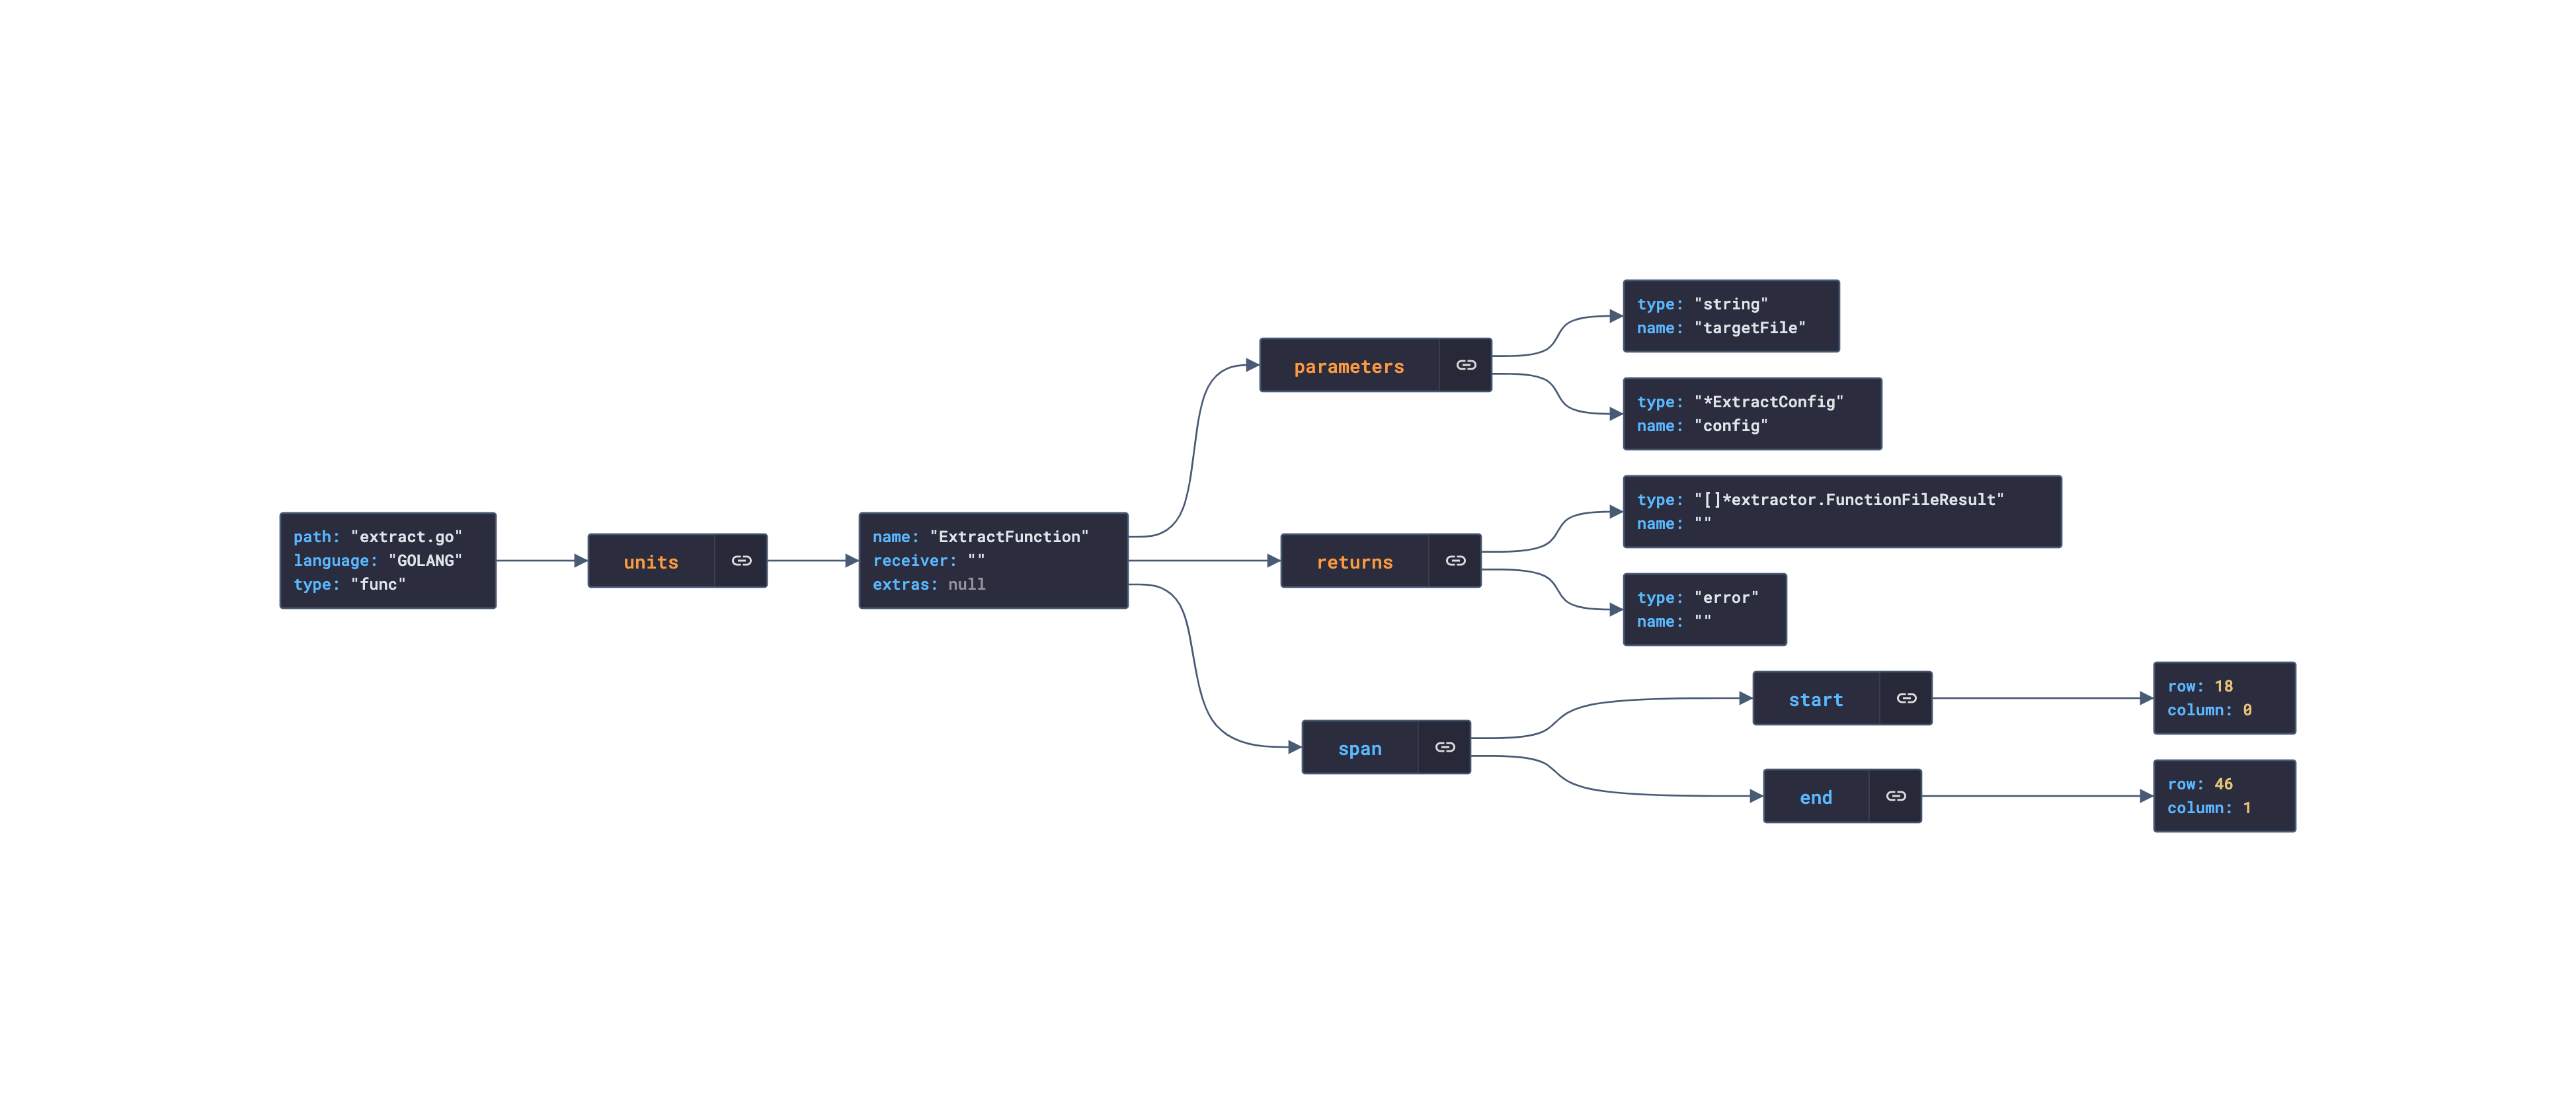 path: "extract.go"
language: "GOLANG"
type: "func"
units
name: "ExtractFunction"
receiver: ""
extras: null
parameters
type: "string"
name: "targetFile"
type: "*ExtractConfig"
name: "config"
returns
type: "[]*extractor.FunctionFileResult"
name: ""
type: "error"
name: ""
span
start
row: 18
column: 0
end
row: 46
column: 1